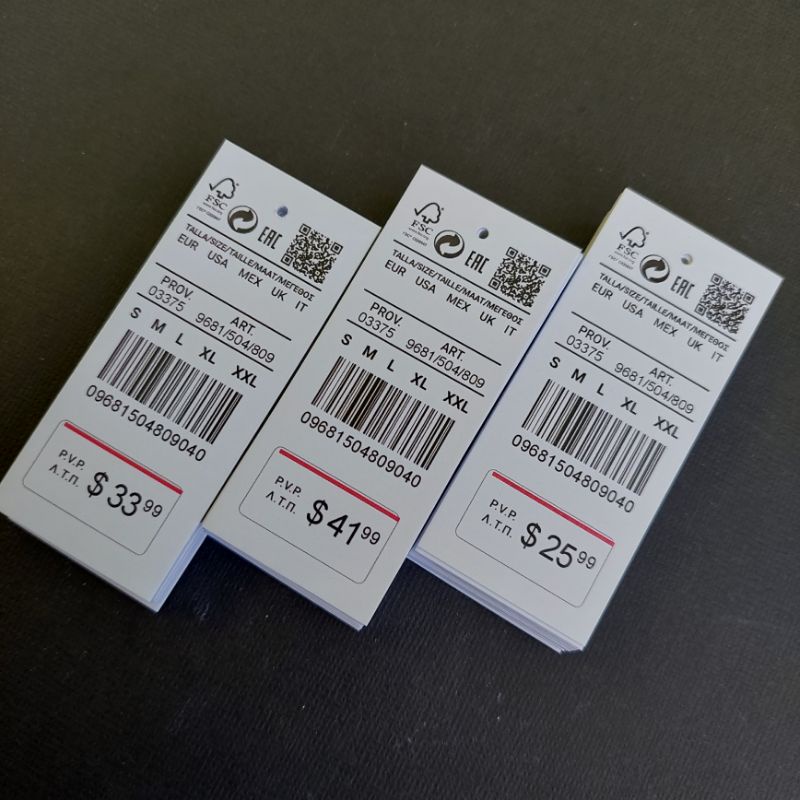 FSC
EAC
TALLA/SIZE/TAILLE/MAAT/ΜΕΓΕΘΟΣ
EUR USA MEX UK IT
PROV. ART.
03375 9681/504/809
S M L XL XXL
09681504809040
P.V.P.
Λ.Τ.Π. $33.99
FSC
EAC
TALLA/SIZE/TAILLE/MAAT/ΜΕΓΕΘΟΣ
EUR USA MEX UK IT
PROV. ART.
03375 9681/504/809
S M L XL XXL
09681504809040
P.V.P.
Λ.Τ.Π. $41.99
FSC
EAC
TALLA/SIZE/TAILLE/MAAT/ΜΕΓΕΘΟΣ
EUR USA MEX UK IT
PROV. ART.
03375 9681/504/809
S M L XL XXL
09681504809040
P.V.P.
Λ.Τ.Π. $25.99